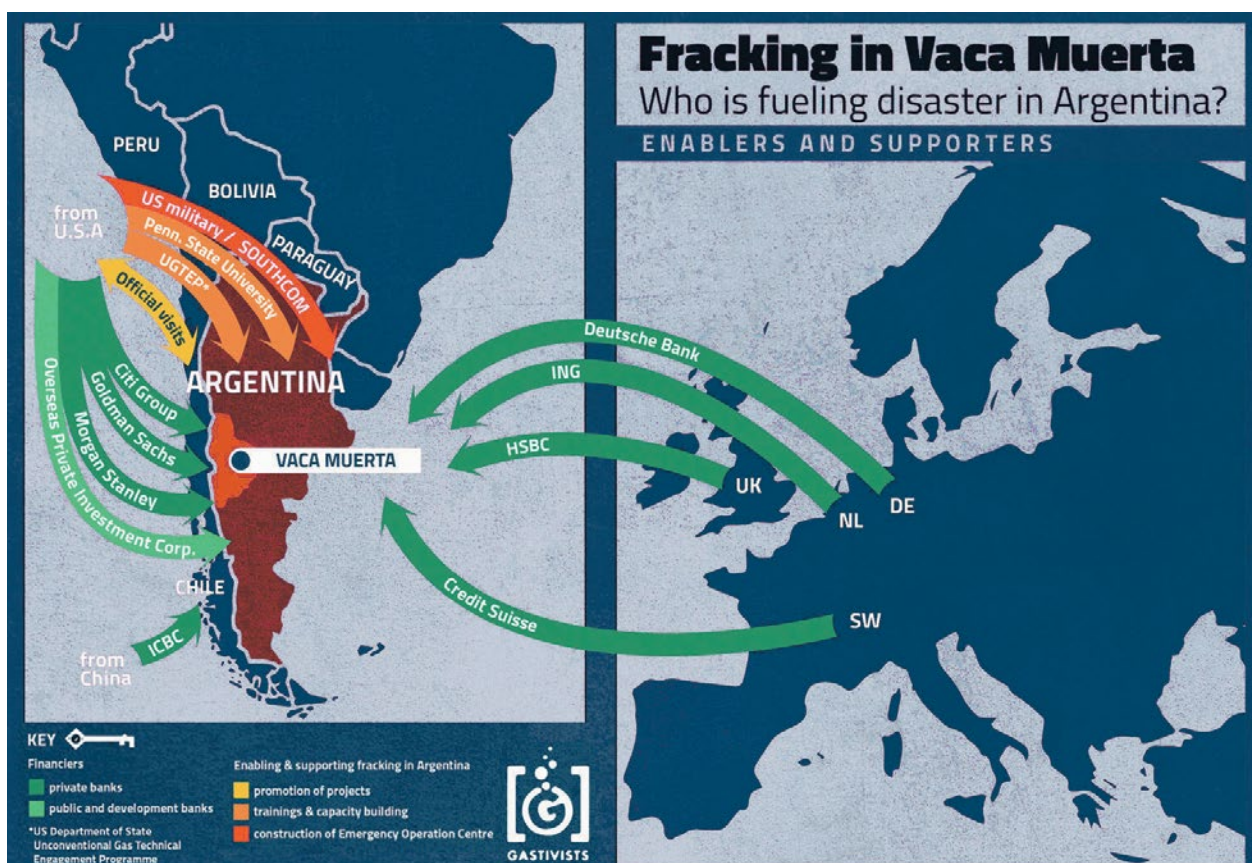 Fracking in Vaca Muerta
Who is fueling disaster in Argentina?
ENABLERS AND SUPPORTERS
PERU
BOLIVIA
PARAGUAY
from
U.S.A
US military / SOUTHCOM
Penn. State University
UGTEP*
Official visits
ARGENTINA
Citi Group
Goldman Sachs
Morgan Stanley
Overseas Private Investment Corp.
VACA MUERTA
CHILE
ICBC
from
China
Deutsche Bank
ING
HSBC
Credit Suisse
UK
NL
DE
SW
KEY
Financiers
private banks
public and development banks
*US Department of State
Unconventional Gas Technical
Engagement Programme
Enabling & supporting fracking in Argentina
promotion of projects
trainings & capacity building
construction of Emergency Operation Centre
G
GASTIVISTS